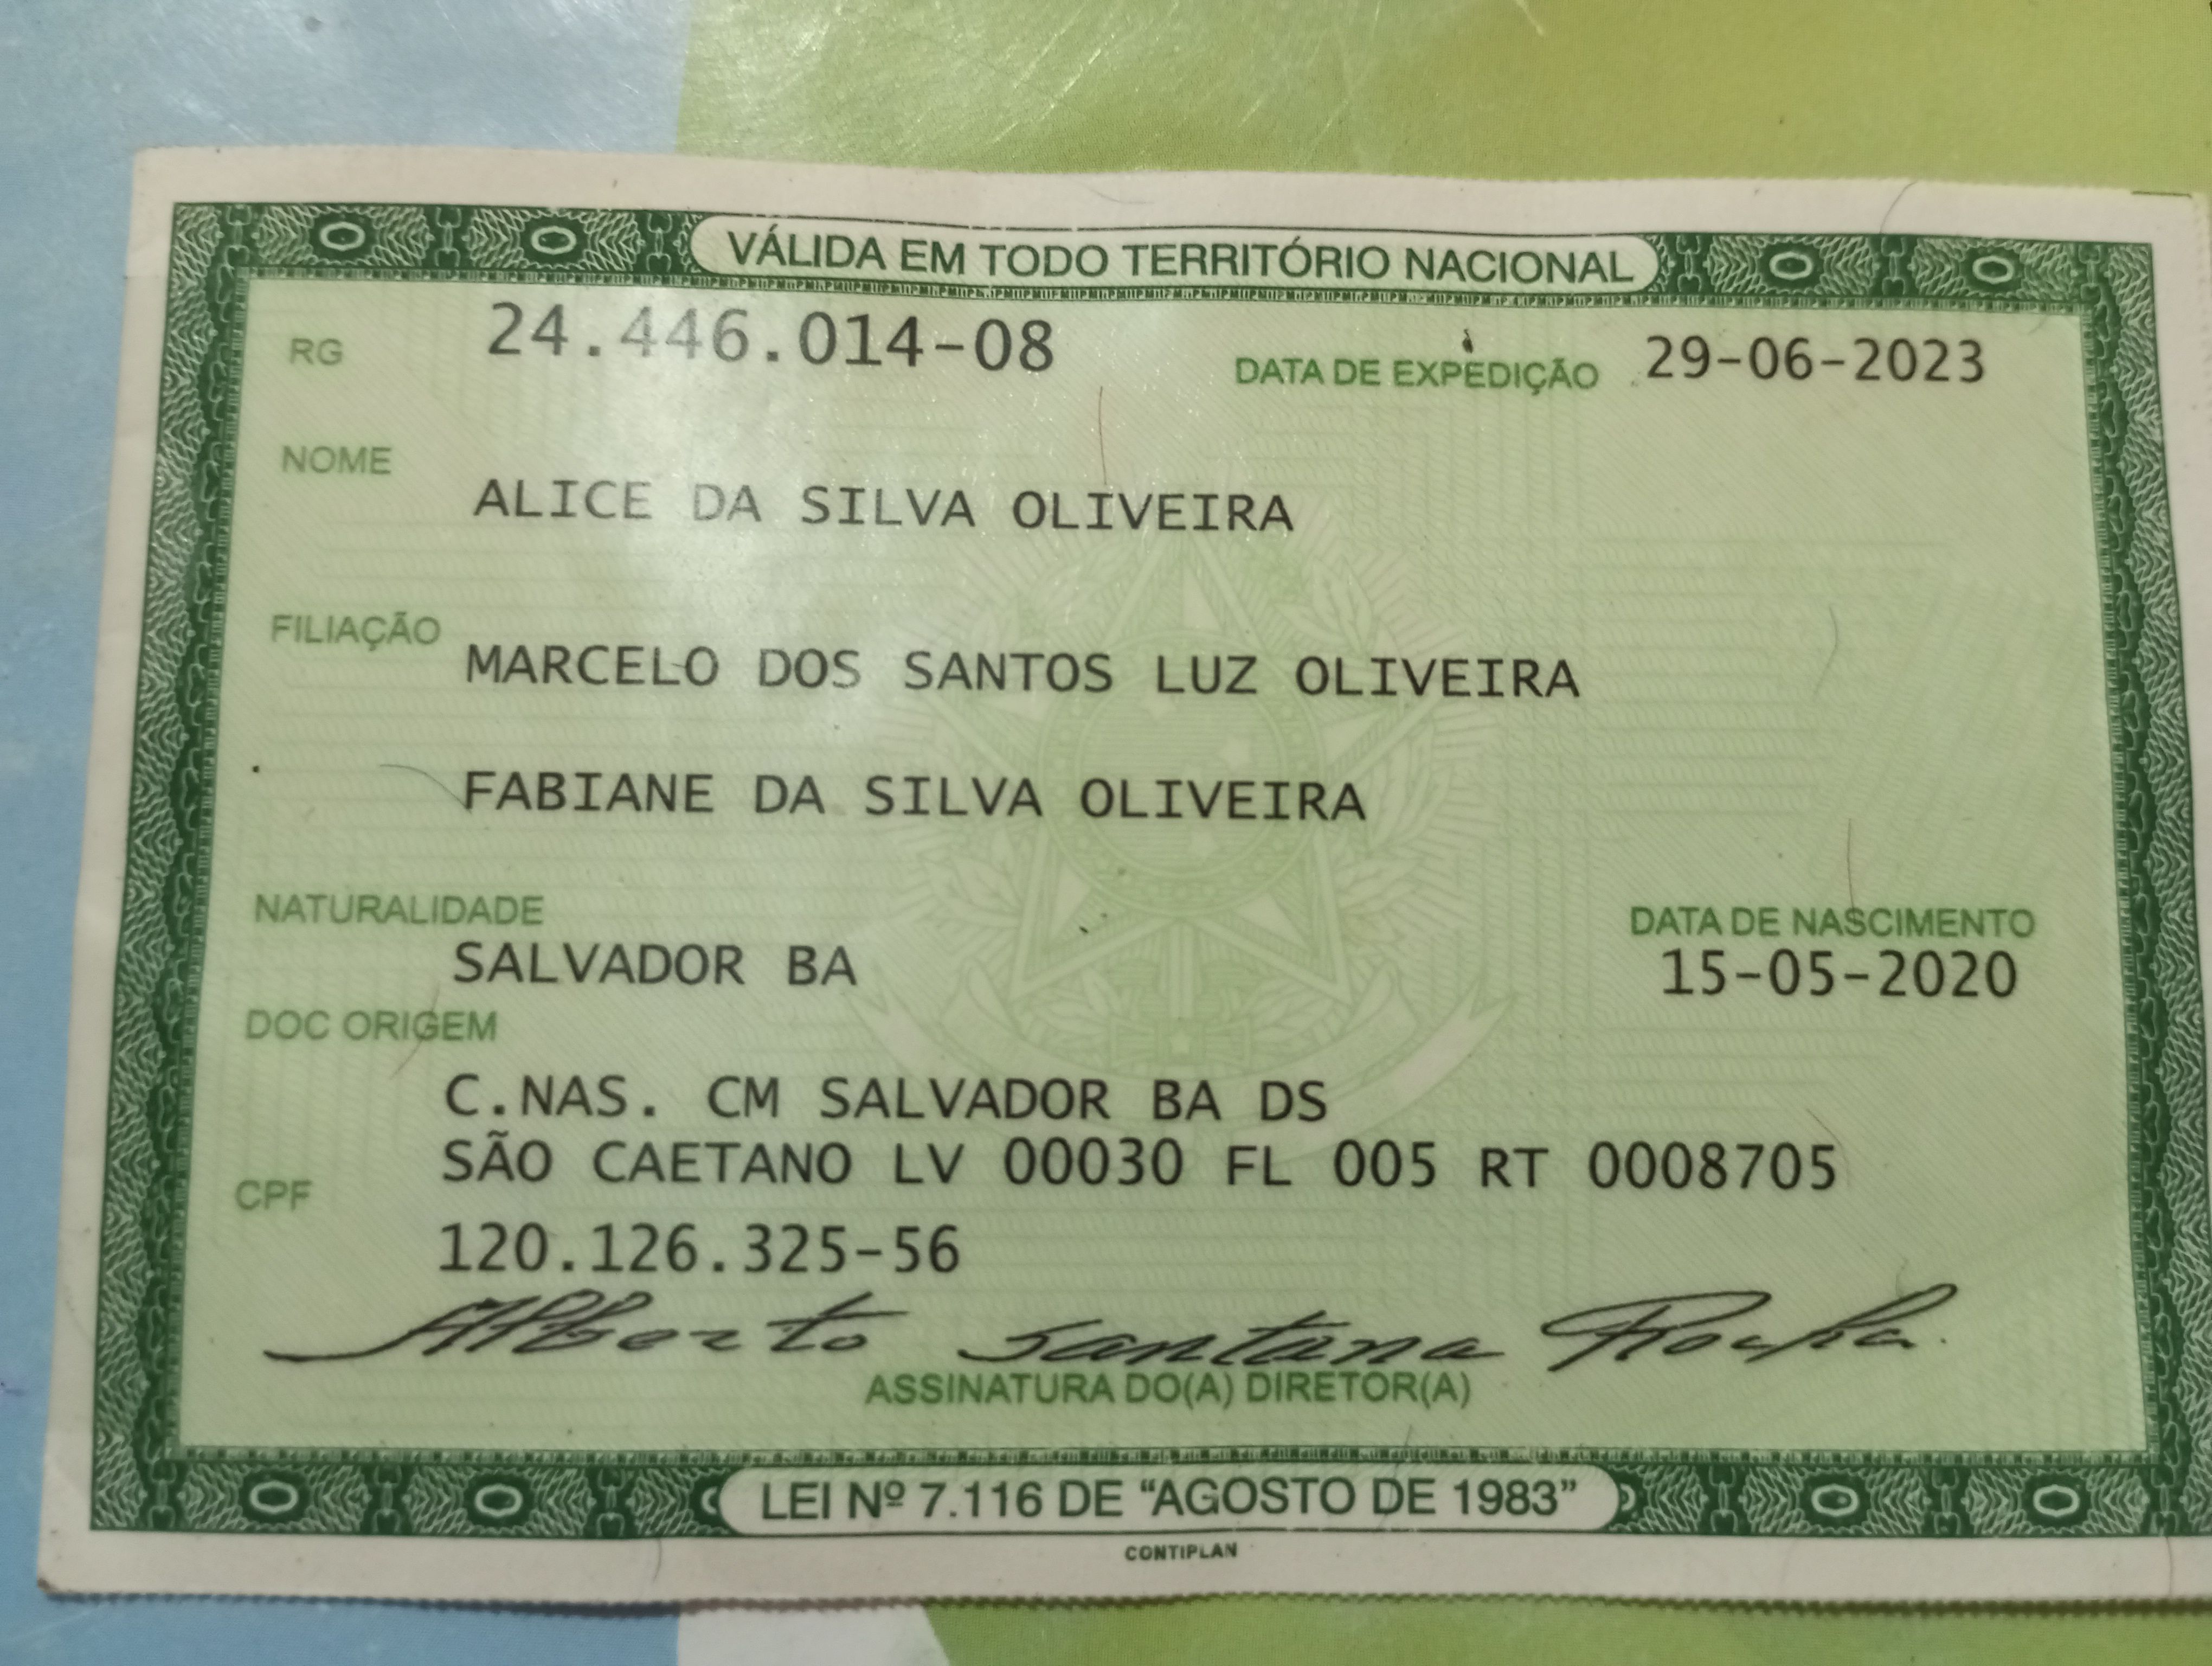 VÁLIDA EM TODO TERRITÓRIO NACIONAL
RG 24.446.014-08 DATA DE EXPEDIÇÃO 29-06-2023
NOME
ALICE DA SILVA OLIVEIRA
FILIAÇÃO
MARCELO DOS SANTOS LUZ OLIVEIRA
FABIANE DA SILVA OLIVEIRA
NATURALIDADE DATA DE NASCIMENTO
SALVADOR BA 15-05-2020
DOC ORIGEM
C.NAS. CM SALVADOR BA DS
SÃO CAETANO LV 00030 FL 005 RT 0008705
CPF
120.126.325-56
Alberto Santana Rocha
ASSINATURA DO(A) DIRETOR(A)
LEI Nº 7.116 DE “AGOSTO DE 1983”
CONTIPLAN